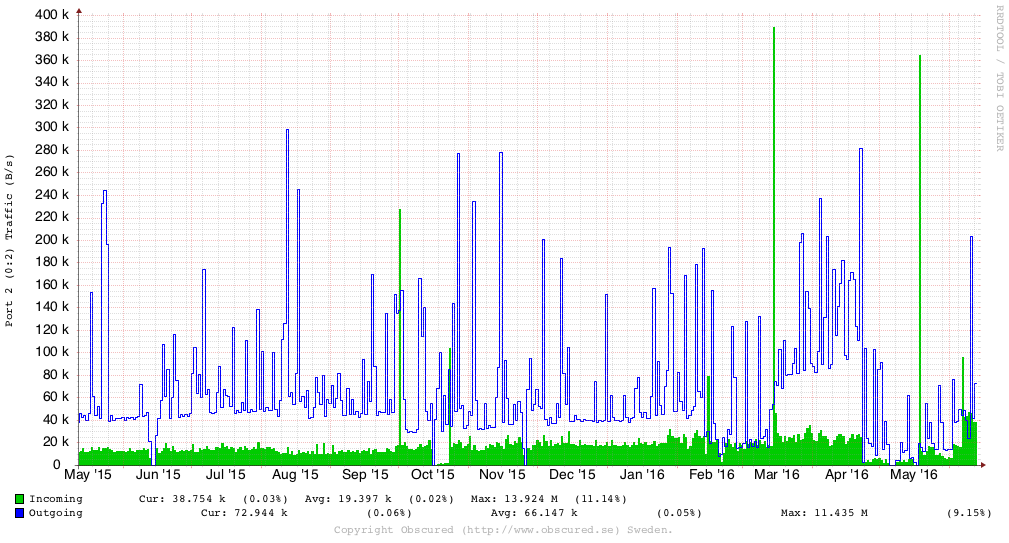 400 k
380 k
360 k
340 k
320 k
300 k
280 k
260 k
240 k
220 k
200 k
180 k
160 k
140 k
120 k
100 k
80 k
60 k
40 k
20 k
0
Port 2 (0:2) Traffic (B/s)
RRDTOOL / TOBI OETIKER
May '15 Jun '15 Jul '15 Aug '15 Sep '15 Oct '15 Nov '15 Dec '15 Jan '16 Feb '16 Mar '16 Apr '16 May '16
Incoming Cur: 38.754 k (0.03%) Avg: 19.397 k (0.02%) Max: 13.924 M (11.14%)
Outgoing Cur: 72.944 k (0.06%) Avg: 66.147 k (0.05%) Max: 11.435 M (9.15%)
Copyright Obscured (http://www.obscured.se) Sweden.